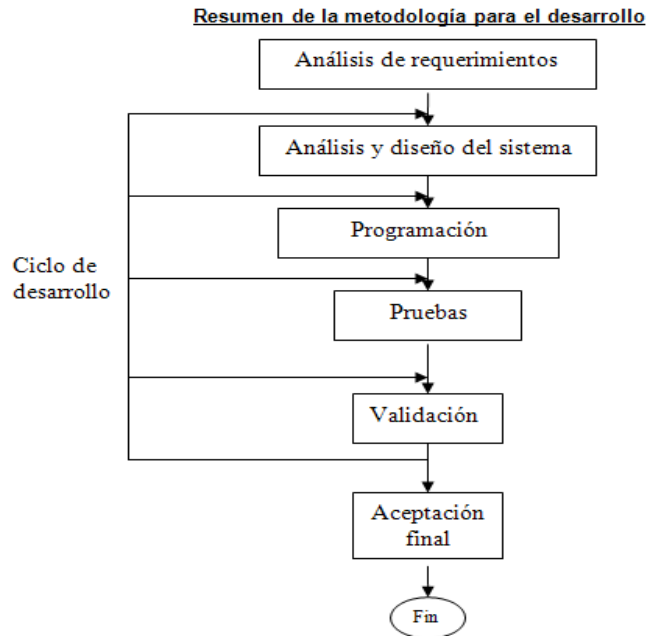 Resumen de la metodología para el desarrollo
Análisis de requerimientos
Análisis y diseño del sistema
Programación
Ciclo de
desarrollo
Pruebas
Validación
Aceptación
final
Fin